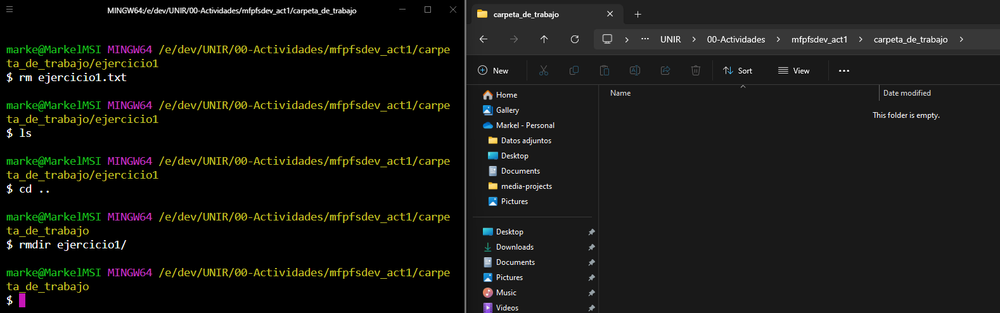 MINGW64:/e/dev/UNIR/00-Actividades/mfpfsdev_act1/carpeta_de_trabajo
marke@MarkelMSI MINGW64 /e/dev/UNIR/00-Actividades/mfpfsdev_act1/carpe
ta_de_trabajo/ejercicio1
$ rm ejercicio1.txt
marke@MarkelMSI MINGW64 /e/dev/UNIR/00-Actividades/mfpfsdev_act1/carpe
ta_de_trabajo/ejercicio1
$ ls
marke@MarkelMSI MINGW64 /e/dev/UNIR/00-Actividades/mfpfsdev_act1/carpe
ta_de_trabajo/ejercicio1
$ cd ..
marke@MarkelMSI MINGW64 /e/dev/UNIR/00-Actividades/mfpfsdev_act1/carpe
ta_de_trabajo
$ rmdir ejercicio1/
marke@MarkelMSI MINGW64 /e/dev/UNIR/00-Actividades/mfpfsdev_act1/carpe
ta_de_trabajo
$
carpeta_de_trabajo
... UNIR > 00-Actividades > mfpfsdev_act1 > carpeta_de_trabajo >
New Sort View ...
Home
Gallery
Markel - Personal
Datos adjuntos
Desktop
Documents
media-projects
Pictures
Desktop
Downloads
Documents
Pictures
Music
Videos
Name Date modified
This folder is empty.